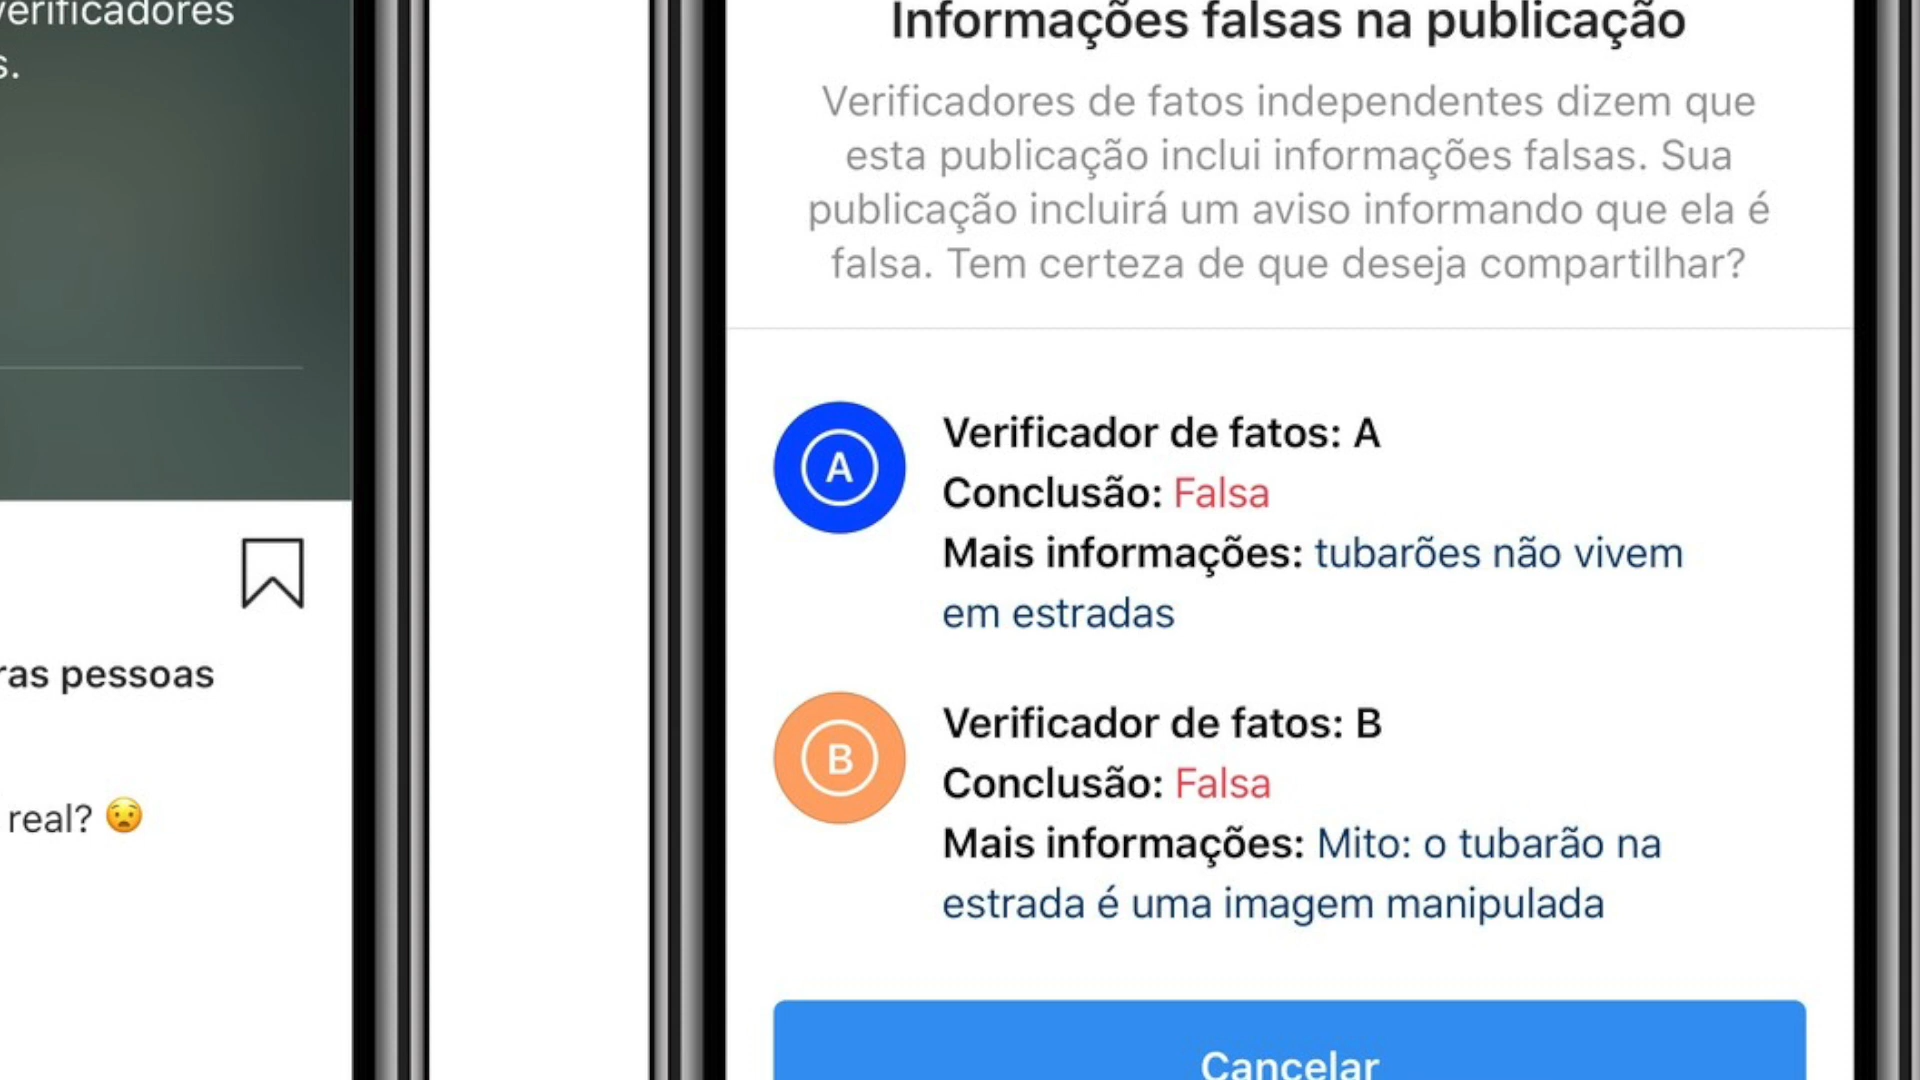 verificadores
s.
ras pessoas
real? 😧
Informações falsas na publicação
Verificadores de fatos independentes dizem que
esta publicação inclui informações falsas. Sua
publicação incluirá um aviso informando que ela é
falsa. Tem certeza de que deseja compartilhar?
A
Verificador de fatos: A
Conclusão: Falsa
Mais informações: tubarões não vivem
em estradas
B
Verificador de fatos: B
Conclusão: Falsa
Mais informações: Mito: o tubarão na
estrada é uma imagem manipulada
Cancelar